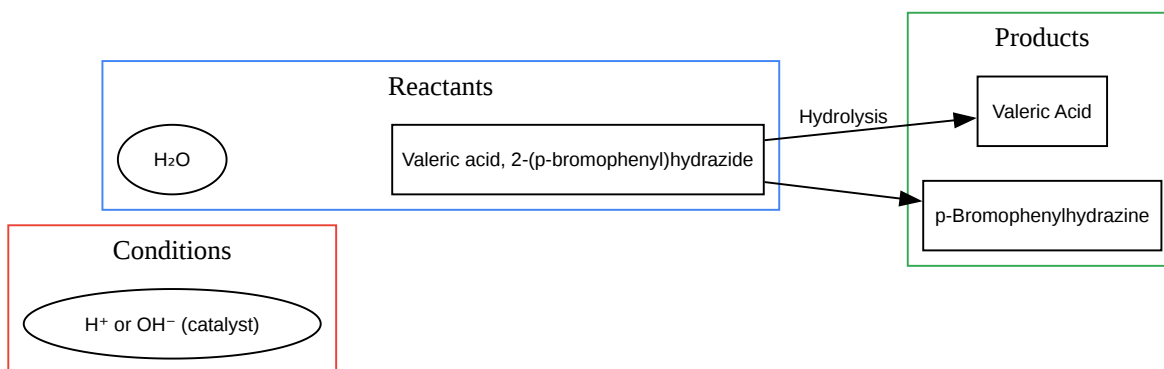 Products
Reactants
Valeric Acid
Hydrolysis
H₂O
Valeric acid, 2-(p-bromophenyl)hydrazide
p-Bromophenylhydrazine
Conditions
H⁺ or OH⁻ (catalyst)